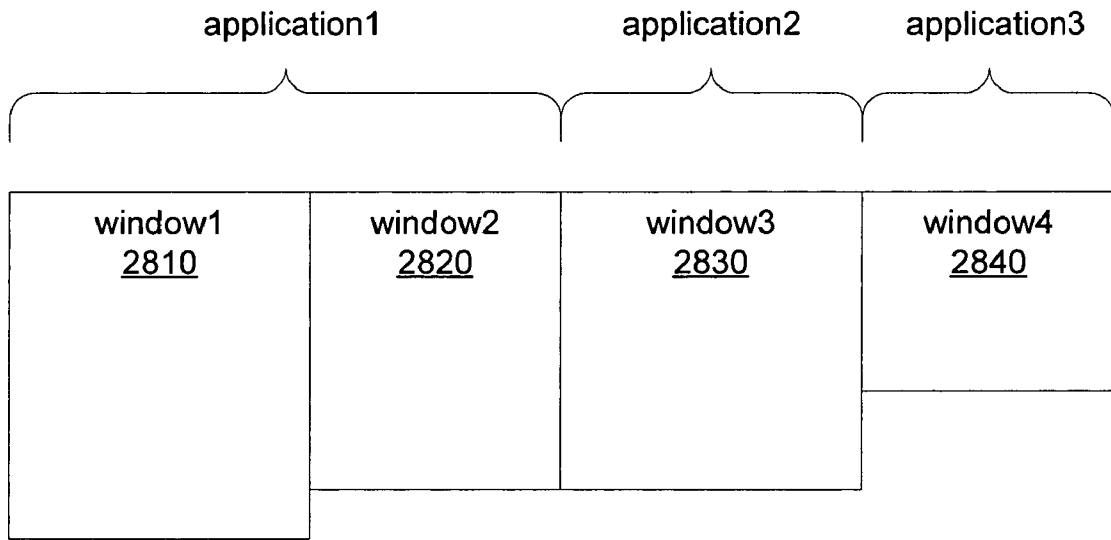 application1 application2 application3
window1 window2 window3 window4
2810 2820 2830 2840